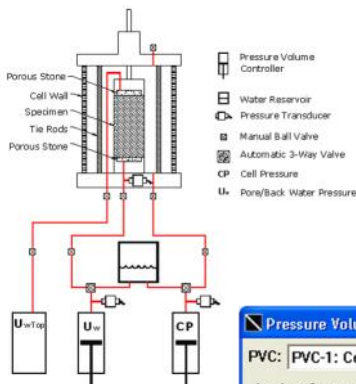 Porous Stone
Cell Wall
Specimen
Tie Rods
Porous Stone
Pressure Volume
Controller
Water Reservoir
Pressure Transducer
Manual Ball Valve
Automatic 3-Way Valve
CP Cell Pressure
Uw Pore/Back Water Pressure
UwTop
Uw
CP
Pressure Volu
PVC: PVC-1: Ce